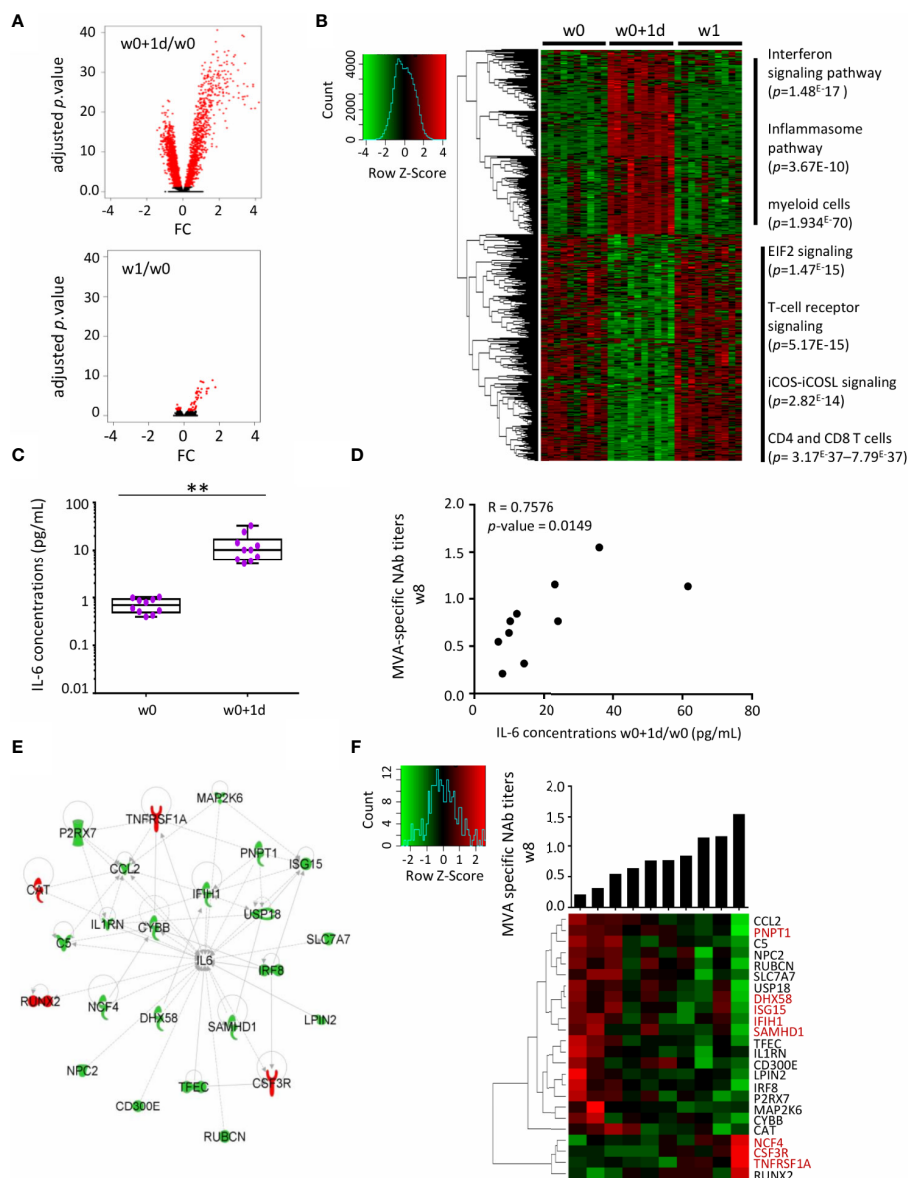 A
w0+1d/w0
adjusted p.value
40
30
20
10
0.0
-4 -2 0 2 4
FC
w1/w0
adjusted p.value
40
30
20
10
0
-4 -2 0 2 4
FC
B
Count
0 2000 4000
-4 -2 0 2 4
Row Z-Score
w0 w0+1d w1
Interferon
signaling pathway
(p=1.48E-17 )
Inflammasome
pathway
(p=3.67E-10)
myeloid cells
(p=1.934E-70)
EIF2 signaling
(p=1.47E-15)
T-cell receptor
signaling
(p=5.17E-15)
iCOS-iCOSL signaling
(p=2.82E-14)
CD4 and CD8 T cells
(p= 3.17E-37–7.79E-37)
C
**
IL-6 concentrations (pg/mL)
100
10
1
0.1
0.01
w0 w0+1d
D
R = 0.7576
p-value = 0.0149
MVA-specific NAb titers
w8
2.0
1.5
1.0
0.5
0.0
0 20 40 60 80
IL-6 concentrations w0+1d/w0 (pg/mL)
E
MAP2K6
TNFRSF1A
P2RX7
PNPT1
ISG15
CCL2
CAT
IFIH1
IL1RN
CYBB
USP18
C5
SLC7A7
IL6
IRF8
RUNX2
NCF4
DHX58
SAMHD1
LPIN2
NPC2
TFEC
CSF3R
CD300E
RUBCN
F
Count
0 2 4 6 8 12
-2 -1 0 1 2
Row Z-Score
MVA specific NAb titers
w8
2.0
1.5
1.0
0.5
0.0
CCL2
PNPT1
C5
NPC2
RUBCN
SLC7A7
USP18
DHX58
ISG15
IFIH1
SAMHD1
TFEC
IL1RN
CD300E
LPIN2
IRF8
P2RX7
MAP2K6
CYBB
CAT
NCF4
CSF3R
TNFRSF1A
RUNX2